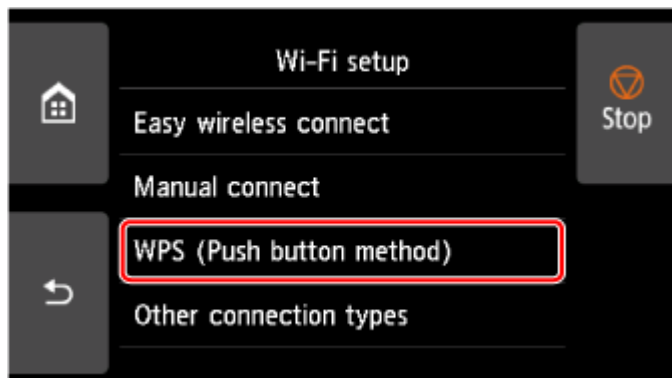 Wi-Fi setup
Easy wireless connect
Stop
Manual connect
WPS (Push button method)
Other connection types